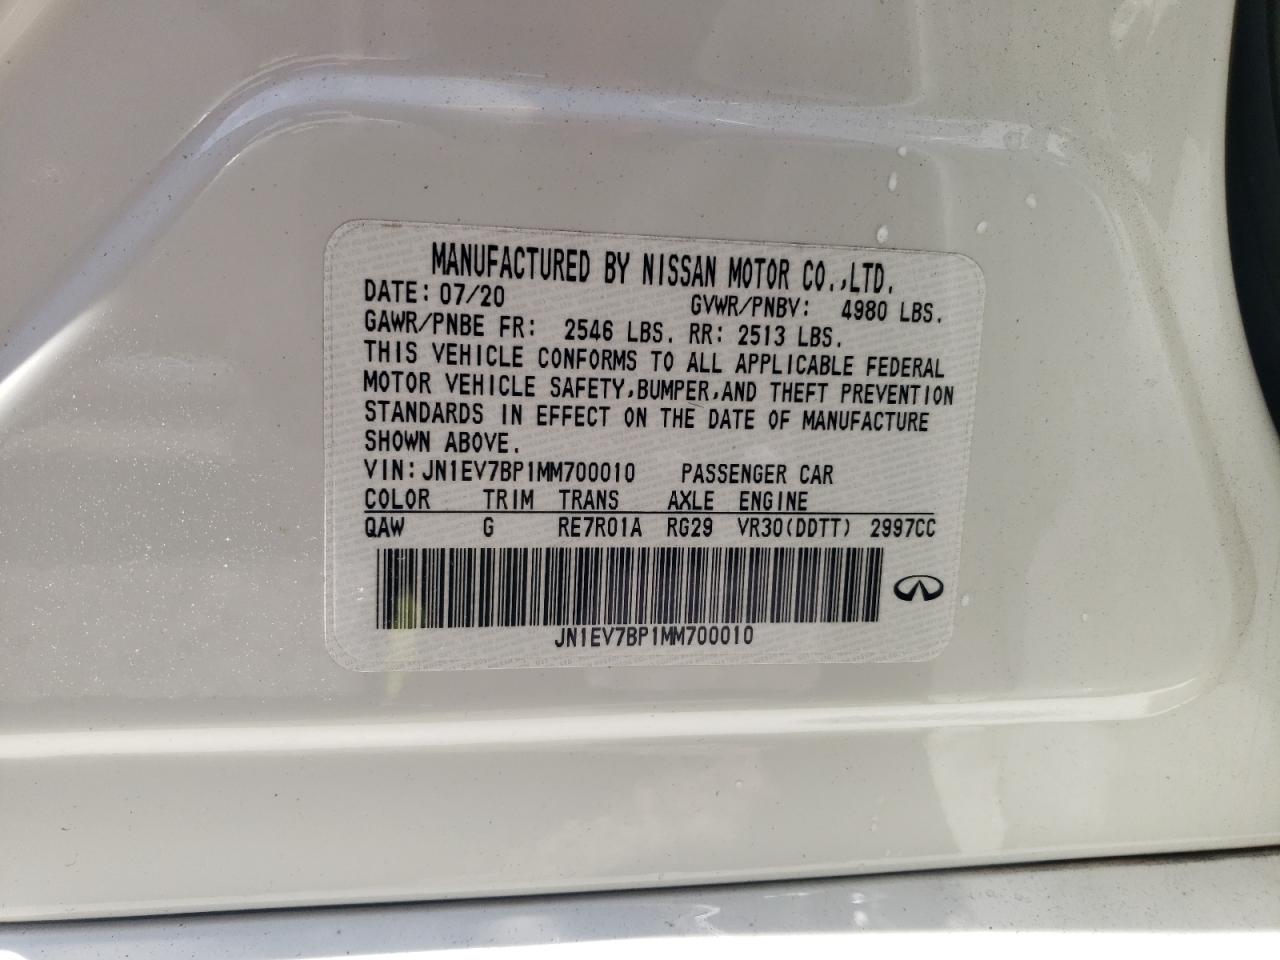 MANUFACTURED BY NISSAN MOTOR CO.,LTD.
DATE: 07/20 GVWR/PNBV: 4980 LBS.
GAWR/PNBE FR: 2546 LBS. RR: 2513 LBS.
THIS VEHICLE CONFORMS TO ALL APPLICABLE FEDERAL
MOTOR VEHICLE SAFETY,BUMPER,AND THEFT PREVENTION
STANDARDS IN EFFECT ON THE DATE OF MANUFACTURE
SHOWN ABOVE.
VIN:JN1EV7BP1MM700010 PASSENGER CAR
COLOR TRIM TRANS AXLE ENGINE
QAW G RE7R01A RG29 VR30(DDTT) 2997CC
JN1EV7BP1MM700010